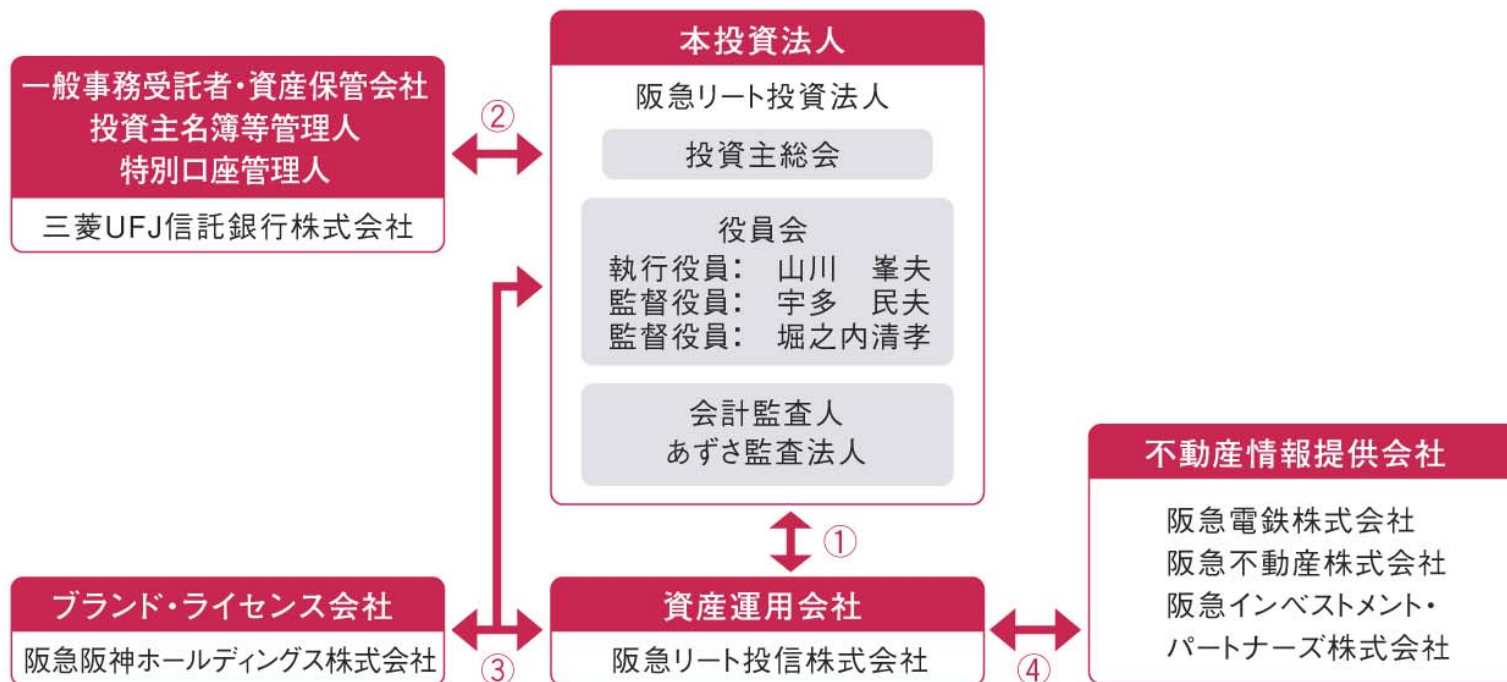 本投資法人
阪急リート投資法人
投資主総会
役員会
執行役員： 山川　峯夫
監督役員： 宇多　民夫
監督役員： 堀之内清孝
会計監査人
あずさ監査法人
一般事務受託者・資産保管会社
投資主名簿等管理人
特別口座管理人
三菱UFJ信託銀行株式会社
②
①
不動産情報提供会社
阪急電鉄株式会社
阪急不動産株式会社
阪急インベストメント・
パートナーズ株式会社
ブランド・ライセンス会社
阪急阪神ホールディングス株式会社
③
資産運用会社
阪急リート投信株式会社
④